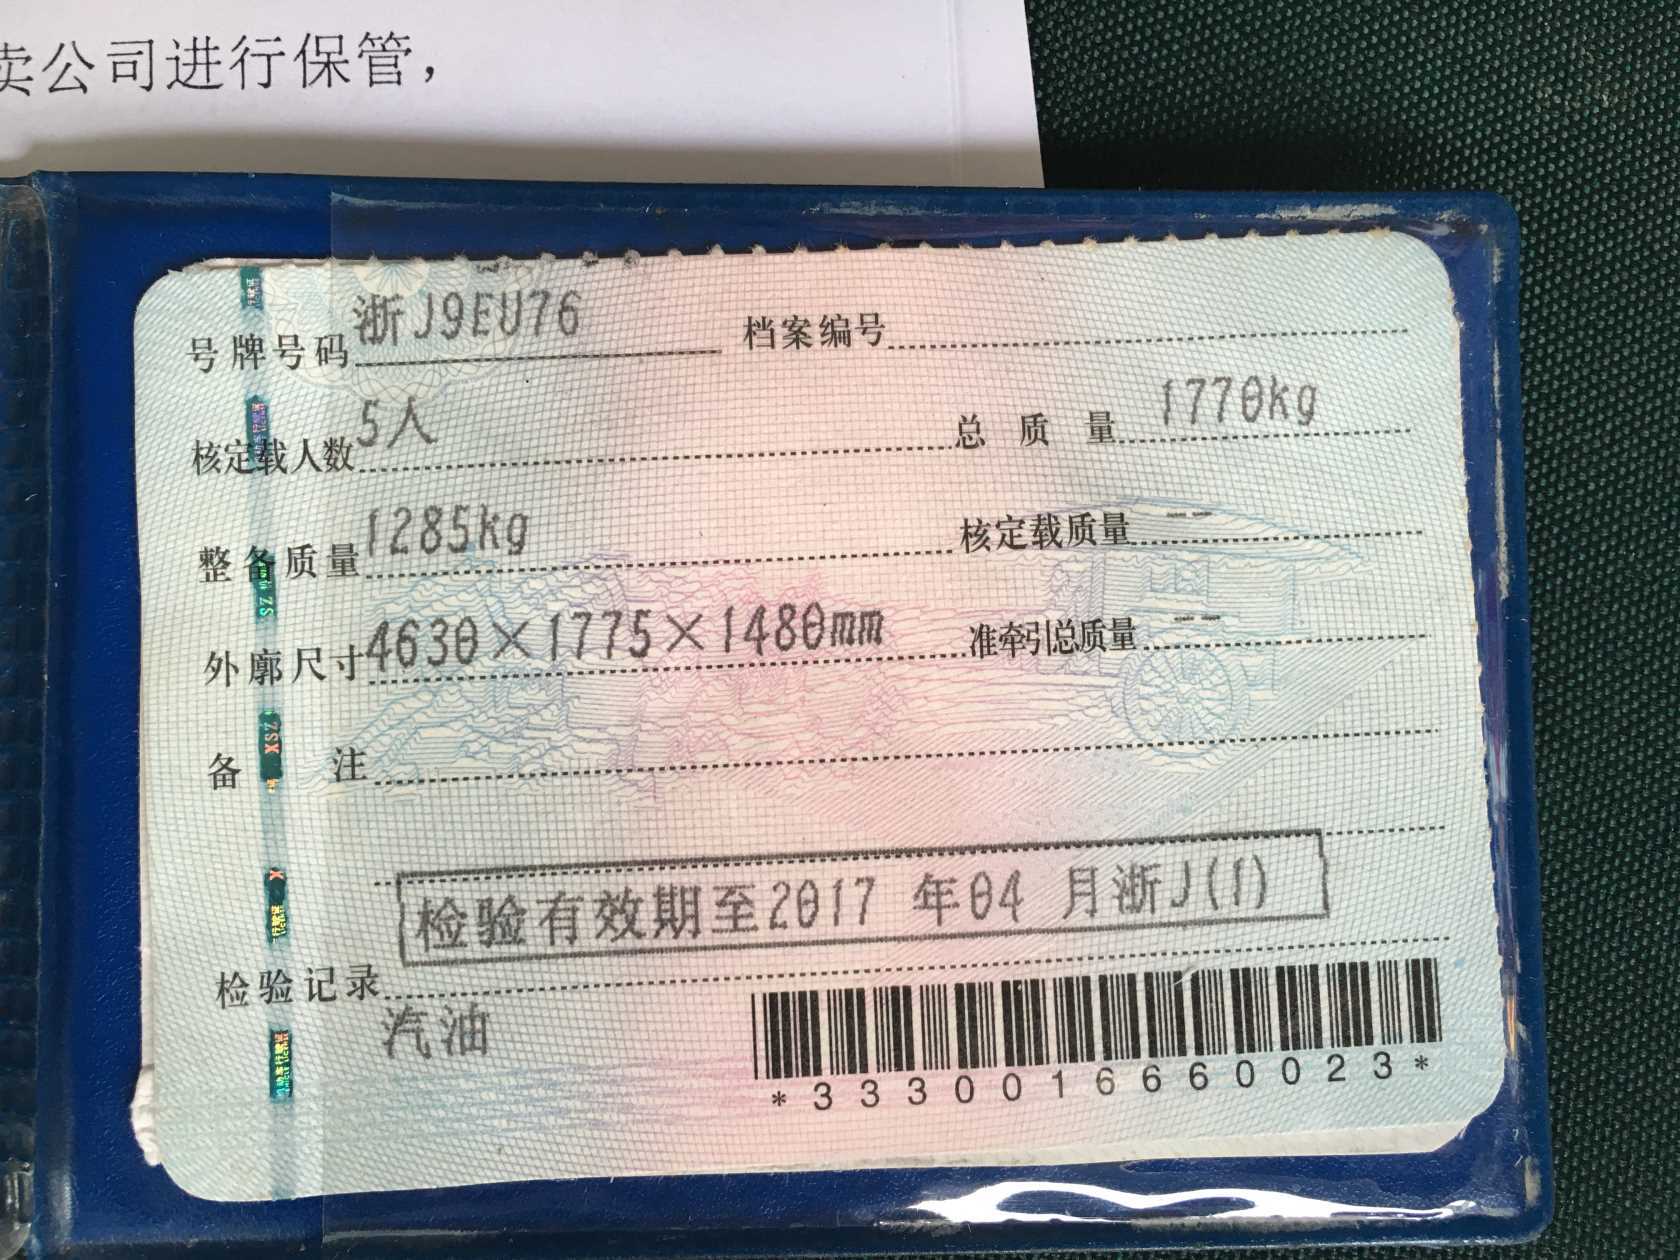 卖公司进行保管，
号牌号码 浙J9EU76 档案编号
核定载人数 5人 总质量 1770kg
整备质量 1285kg 核定载质量 --
外廓尺寸 4630×1775×1480mm 准牵引总质量 --
备注
检验有效期至2017 年04 月浙J(1)
检验记录
汽油
*3330016660023*